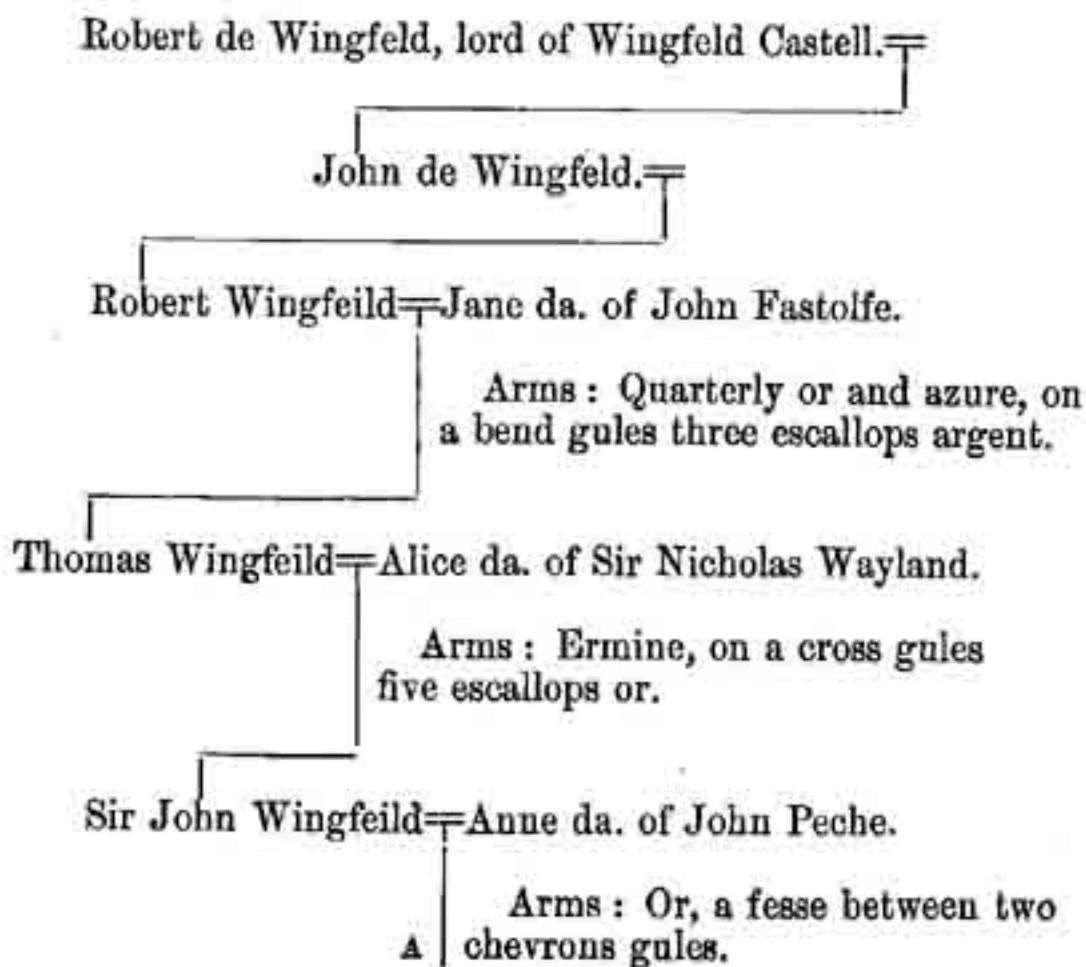 Robert de Wingfeld, lord of Wingfeld Castell.
John de Wingfeld.
Robert Wingfeild=Jane da. of John Fastolfe.
Arms : Quarterly or and azure, on
a bend gules three escallops argent.
Thomas Wingfeild=Alice da. of Sir Nicholas Wayland.
Arms : Ermine, on a cross gules
five escallops or.
Sir John Wingfeild=Anne da. of John Peche.
Arms : Or, a fesse between two
A chevrons gules.